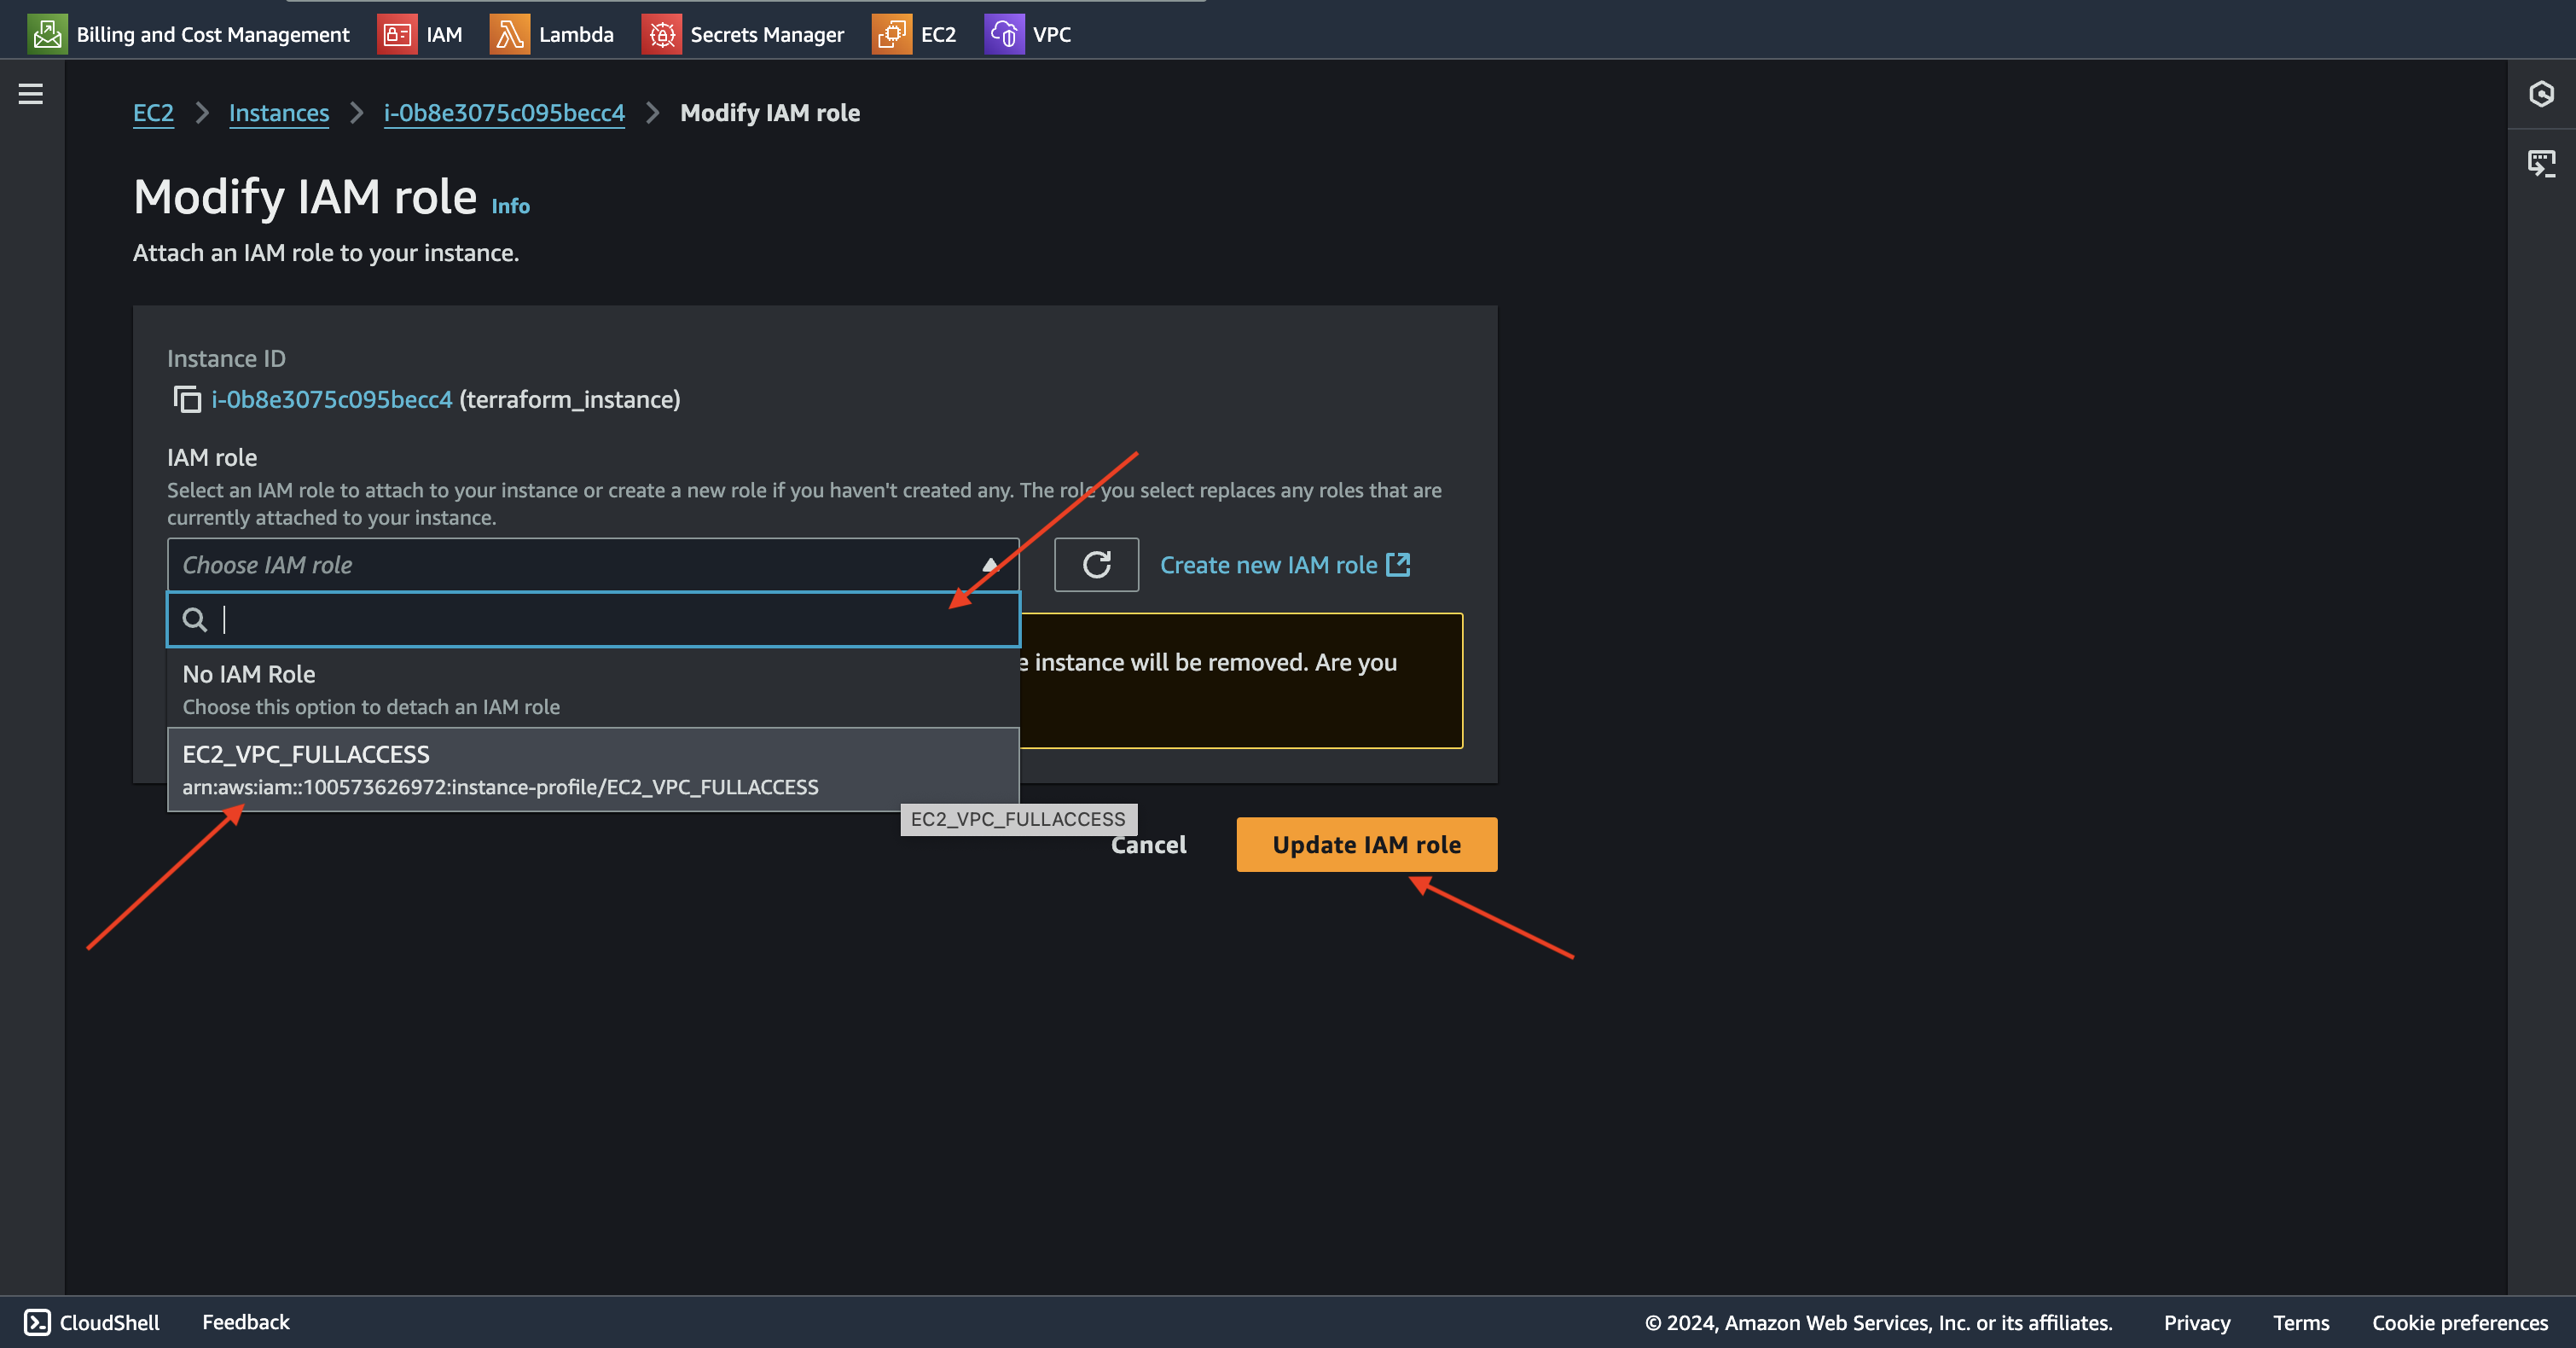 Billing and Cost Management IAM Lambda Secrets Manager EC2 VPC
EC2 Instances i-0b8e3075c095becc4 Modify IAM role
Modify IAM role Info
Attach an IAM role to your instance.
Instance ID
i-0b8e3075c095becc4 (terraform_instance)
IAM role
Select an IAM role to attach to your instance or create a new role if you haven't created any. The role you select replaces any roles that are
currently attached to your instance.
Choose IAM role
Create new IAM role
e instance will be removed. Are you
No IAM Role
Choose this option to detach an IAM role
EC2_VPC_FULLACCESS
arn:aws:iam::100573626972:instance-profile/EC2_VPC_FULLACCESS
EC2_VPC_FULLACCESS
Cancel Update IAM role
CloudShell Feedback © 2024, Amazon Web Services, Inc. or its affiliates. Privacy Terms Cookie preferences